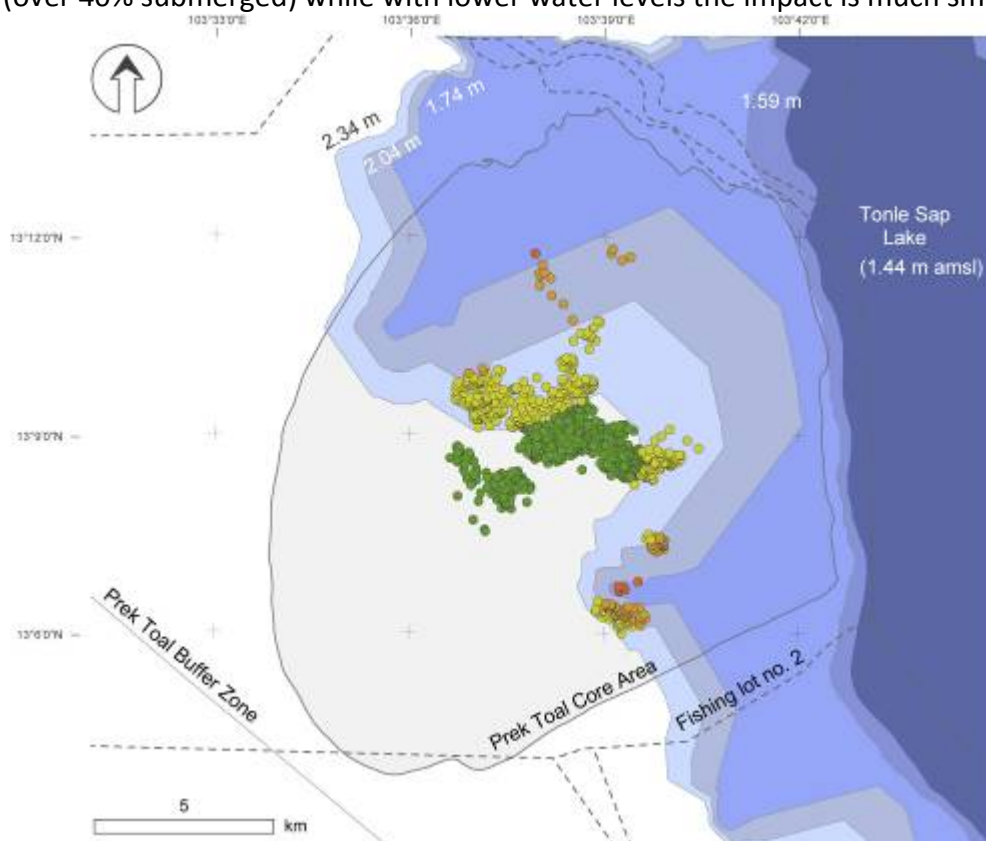 (over 40% submerged) while with lower water levels the impact is much sm
103°33'0"E
103°36'0"E
103°39'0"E
103°42'0"E
1.74 m
1.59 m
2.34 m
2.04 m
Tonle Sap
Lake
(1.44 m amsl)
13°12'0"N
13°9'0"N
13°6'0"N
Prek Toal Buffer Zone
Prek Toal Core Area
Fishing lot no. 2
5
km